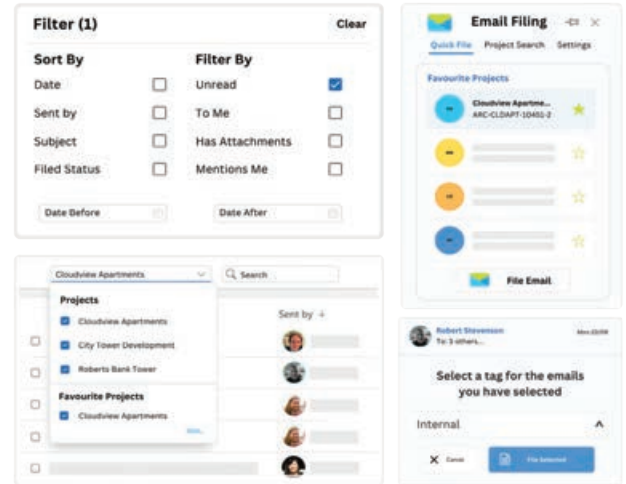 Filter (1)
Clear
Sort By
Filter By
Date
Unread
Sent by
To Me
Subject
Has Attachments
Filed Status
Mentions Me
Date Before
Date After
Email Filing
Quick File
Project Search
Settings
Favourite Projects
Cloudview Apartme...
ARC-CLDAPT-10451-2
File Email
Cloudview Apartments
Search
Projects
Cloudview Apartments
City Tower Development
Roberts Bank Tower
Favourite Projects
Cloudview Apartments
Sent by ↓
Robert Stevenson
To: 3 others...
Select a tag for the emails
you have selected
Internal
X Cancel
File Selected